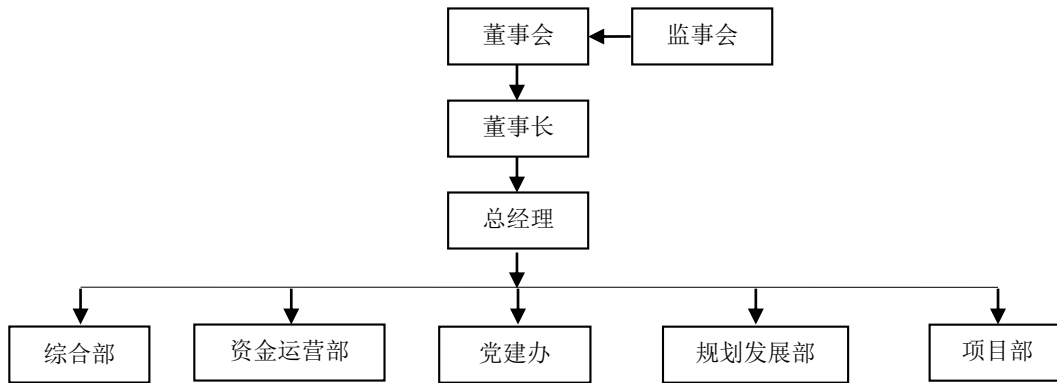 董事会
监事会
董事长
总经理
综合部
资金运营部
党建办
规划发展部
项目部